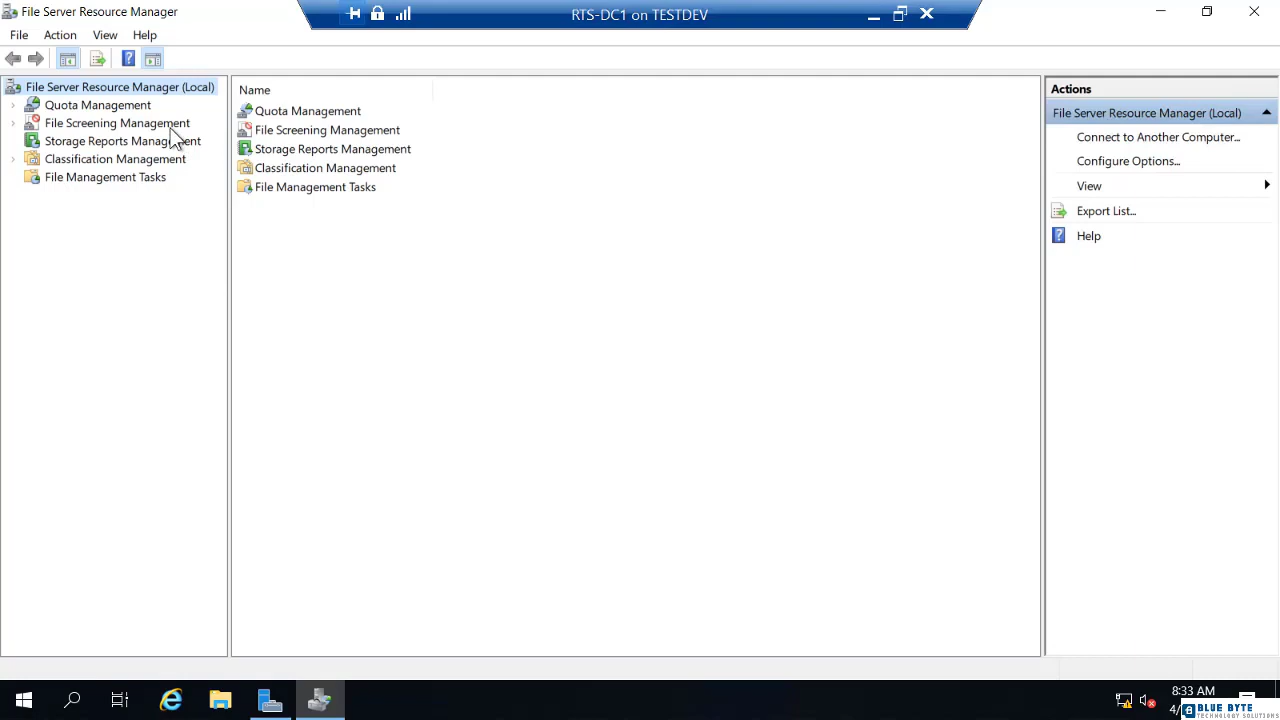 File Server Resource Manager
RTS-DC1 on TESTDEV
File Action View Help
File Server Resource Manager (Local)
Quota Management
File Screening Management
Storage Reports Management
Classification Management
File Management Tasks
Name
Quota Management
File Screening Management
Storage Reports Management
Classification Management
File Management Tasks
Actions
File Server Resource Manager (Local)
Connect to Another Computer...
Configure Options...
View
Export List...
Help
8:33 AM
BLUE BYTE
TECHNOLOGY SOLUTIONS